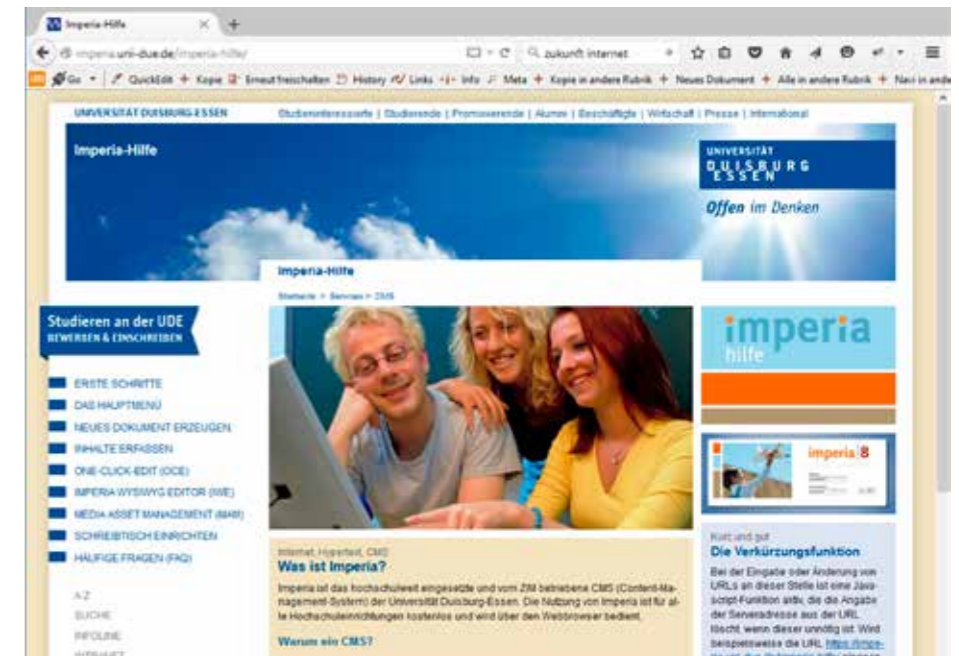 Imperia-Hilfe
imperia.uni-due.de/imperia-hilfe/
zukunft internet
Go
QuickEdit
Kopie
Erneut freischalten
History
Links
Info
Meta
Kopie in andere Rubrik
Neues Dokument
Alle in andere Rubrik
Navi in ande
UNIVERSITÄT DUISBURG-ESSEN
Studieninteressierte | Studierende | Promovierende | Alumni | Beschäftigte | Wirtschaft | Presse | International
Imperia-Hilfe
UNIVERSITÄT
DUISBURG
ESSEN
Offen im Denken
Imperia-Hilfe
Startseite > Services > CMS
Studieren an der UDE
BEWERBEN & EINSCHREIBEN
ERSTE SCHRITTE
DAS HAUPTMENÜ
NEUES DOKUMENT ERZEUGEN
INHALTE ERFASSEN
ONE-CLICK-EDIT (OCE)
IMPERIA WYSIWYG EDITOR (IWE)
MEDIA ASSET MANAGEMENT (MAM)
SCHREIBTISCH EINRICHTEN
HÄUFIGE FRAGEN (FAQ)
A-Z
SUCHE
INFOLINE
INTRANET
Internet, Hypertext, CMS
Was ist Imperia?
Imperia ist das hochschulweit eingesetzte und vom ZIM betriebene CMS (Content-Ma-
nagement-System) der Universität Duisburg-Essen. Die Nutzung von Imperia ist für al-
le Hochschuleinrichtungen kostenlos und wird über den Webbrowser bedient.
Warum ein CMS?
imperia
hilfe
imperia 8
Kurz und gut
Die Verkürzungsfunktion
Bei der Eingabe oder Änderung von
URLs an dieser Stelle ist eine Java-
script-Funktion aktiv, die die Angabe
der Serveradresse aus der URL
löscht, wenn dieser unnötig ist. Wird
beispielsweise die URL https://impe-